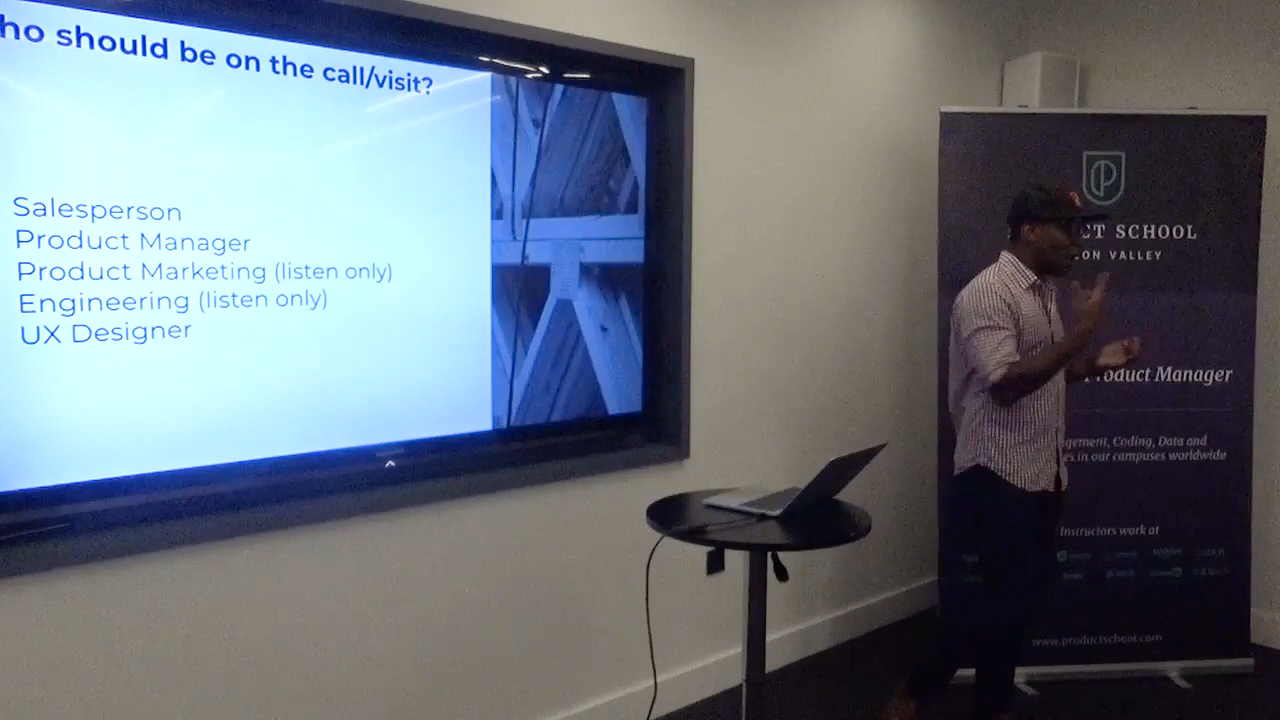 ho should be on the call/visit?
Salesperson
Product Manager
Product Marketing (listen only)
Engineering (listen only)
UX Designer
CT SCHOOL
ON VALLEY
Product Manager
gement, Coding, Data and
es in our campuses worldwide
Instructors work at
www.productschool.com